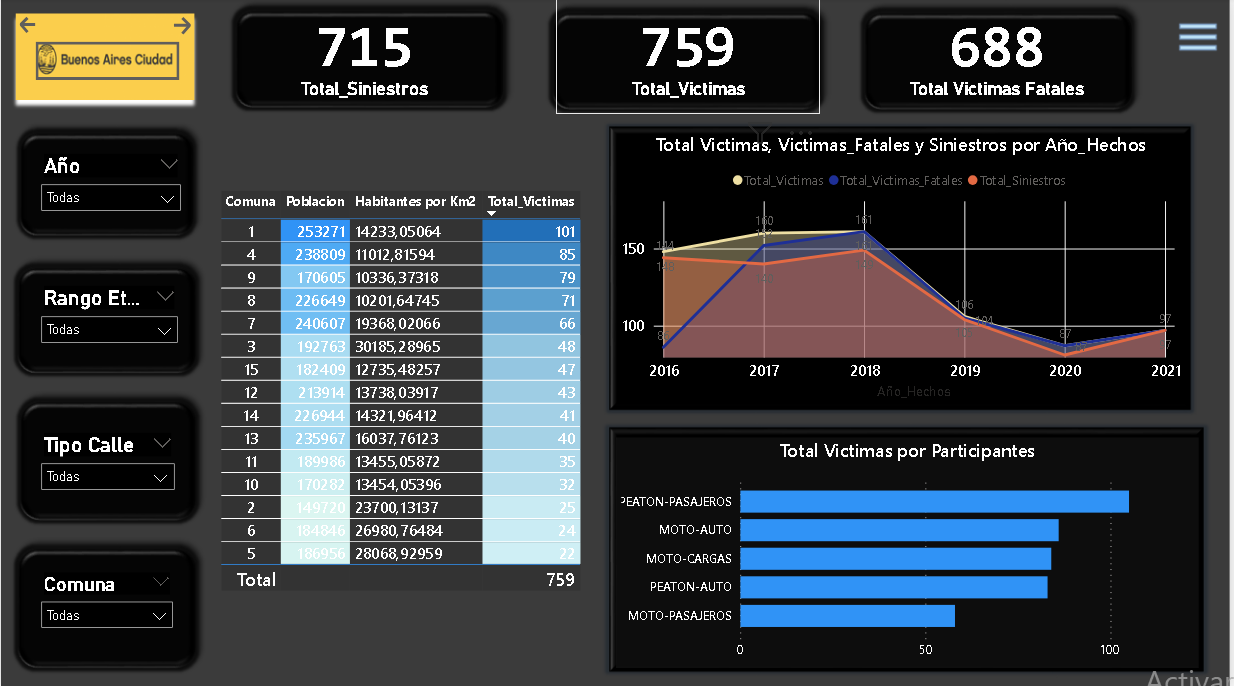 Buenos Aires Ciudad
715
Total_Siniestros
759
Total_Victimas
688
Total Victimas Fatales
Año
Todas
Rango Et...
Todas
Tipo Calle
Todas
Comuna
Todas
Comuna Poblacion Habitantes por Km2 Total_Victimas
1 253271 14233,05064 101
4 238809 11012,81594 85
9 170605 10336,37318 79
8 226649 10201,64745 71
7 240607 19368,02066 66
3 192763 30185,28965 48
15 182409 12735,48257 47
12 213914 13738,03917 43
14 226944 14321,96412 41
13 235967 16037,76123 40
11 189986 13455,05872 35
10 170282 13454,05396 32
2 149720 23700,13137 25
6 184846 26980,76484 24
5 186956 28068,92959 22
Total 759
Total Victimas, Victimas_Fatales y Siniestros por Año_Hechos
Total_Victimas Total_Victimas_Fatales Total_Siniestros
160
161
150
106
104
100
87
97
2016 2017 2018 2019 2020 2021
Año_Hechos
Total Victimas por Participantes
PEATON-PASAJEROS
MOTO-AUTO
MOTO-CARGAS
PEATON-AUTO
MOTO-PASAJEROS
0 50 100